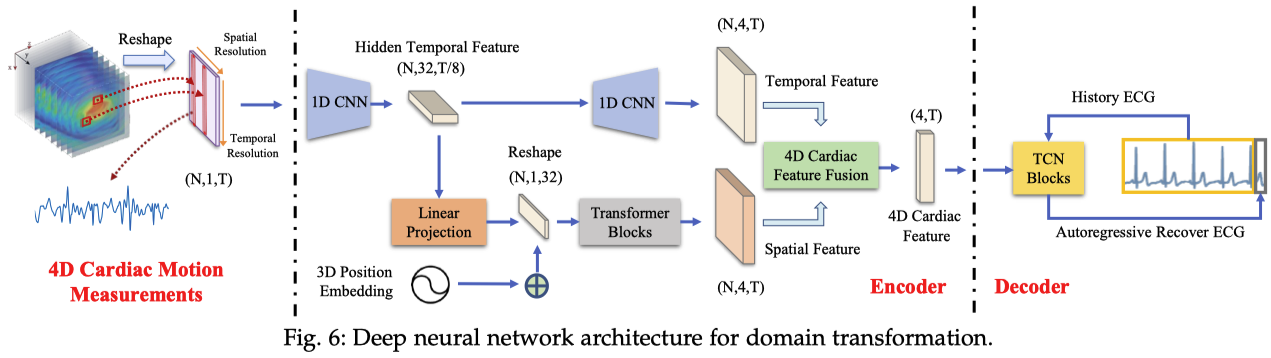 z
y
x
Reshape
Spatial
Resolution
Temporal
Resolution
(N,1,T)
4D Cardiac Motion
Measurements
1D CNN
Hidden Temporal Feature
(N,32,T/8)
1D CNN
(N,4,T)
Temporal Feature
Reshape
(N,1,32)
Linear
Projection
Transformer
Blocks
3D Position
Embedding
4D Cardiac
Feature Fusion
Spatial Feature
(N,4,T)
(4,T)
4D Cardiac
Feature
Encoder
Decoder
History ECG
TCN
Blocks
Autoregressive Recover ECG
Fig. 6: Deep neural network architecture for domain transformation.